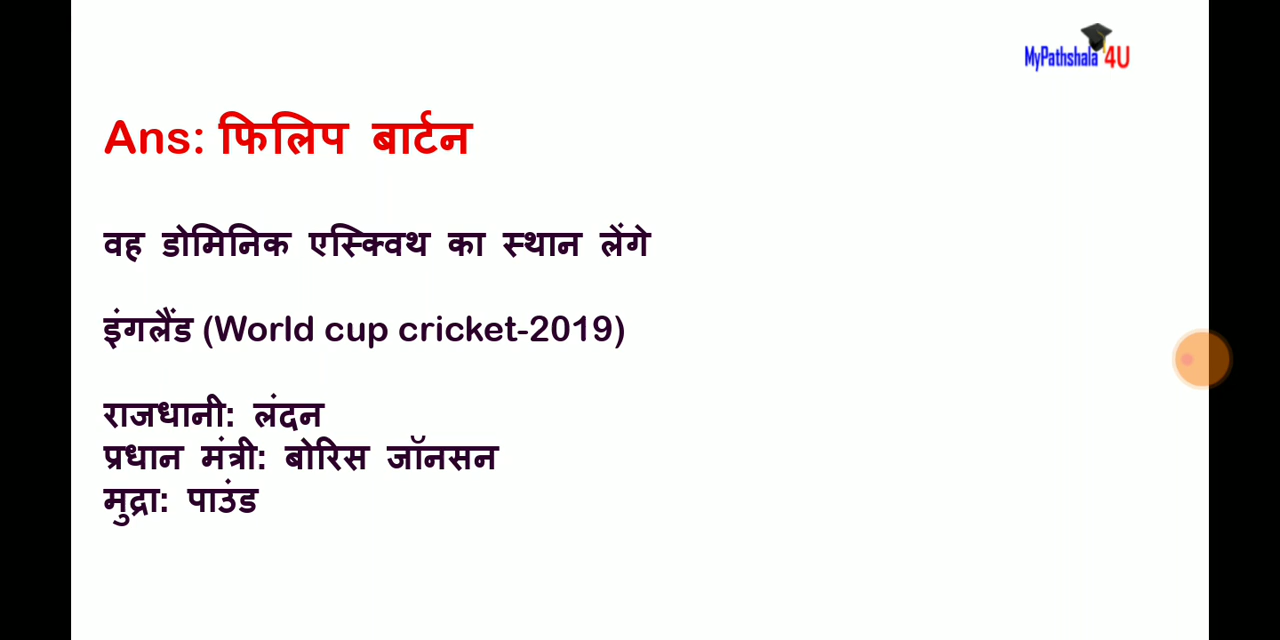 MyPathshala 4U
Ans: फिलिप बार्टन
वह डोमिनिक एस्क्विथ का स्थान लेंगे
इंगलैंड (World cup cricket-2019)
राजधानी: लंदन
प्रधान मंत्री: बोरिस जॉनसन
मुद्रा: पाउंड